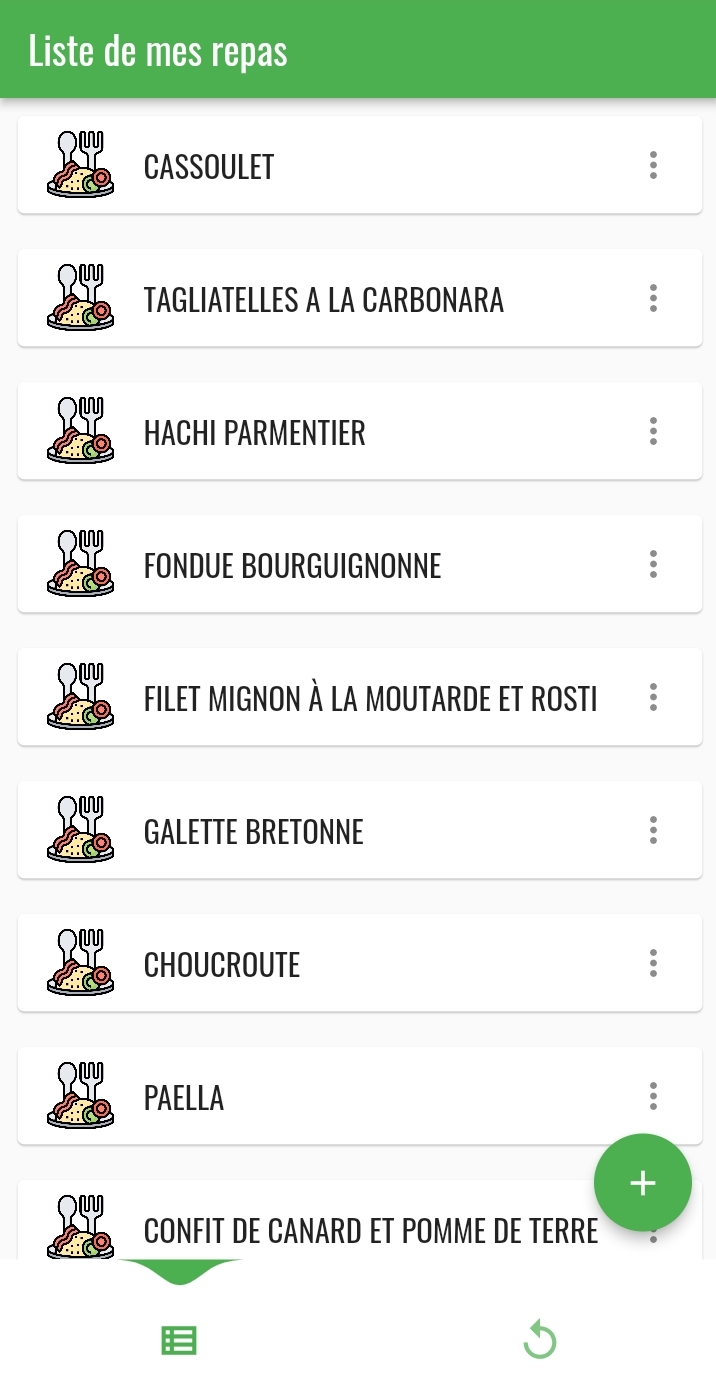 Liste de mes repas
CASSOULET
TAGLIATELLES A LA CARBONARA
HACHI PARMENTIER
FONDUE BOURGUIGNONNE
FILET MIGNON À LA MOUTARDE ET ROSTI
GALETTE BRETONNE
CHOUCROUTE
PAELLA
CONFIT DE CANARD ET POMME DE TERRE